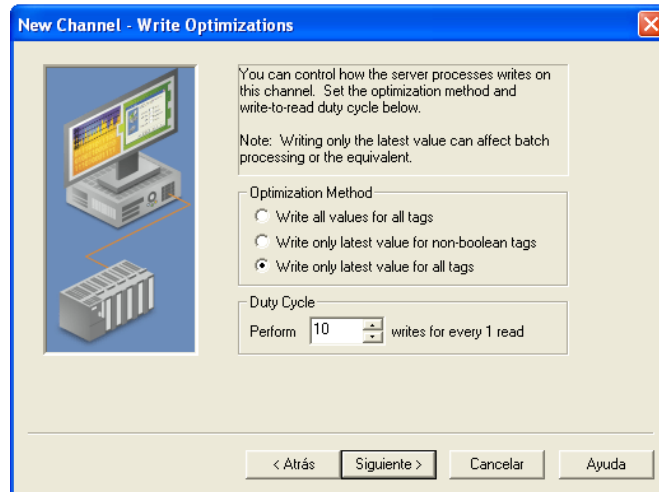 New Channel - Write Optimizations
You can control how the server processes writes on
this channel.  Set the optimization method and
write-to-read duty cycle below.
Note:  Writing only the latest value can affect batch
processing or the equivalent.
Optimization Method
Write all values for all tags
Write only latest value for non-boolean tags
Write only latest value for all tags
Duty Cycle
Perform 10 writes for every 1 read
< Atrás Siguiente > Cancelar Ayuda